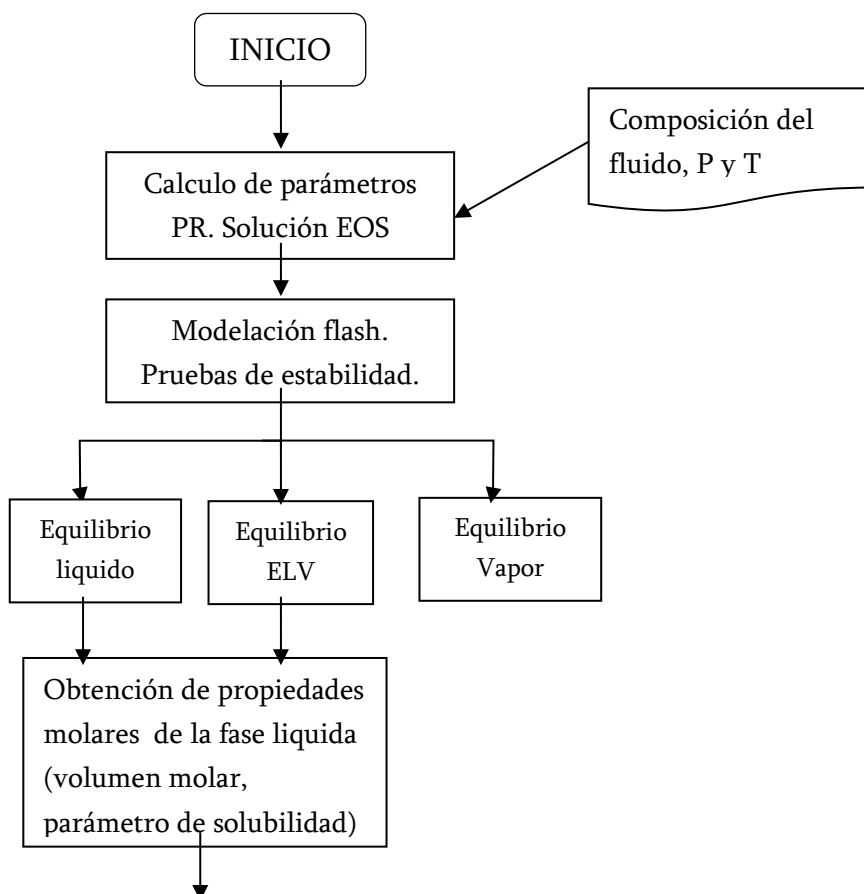 INICIO
Composición del
fluido, P y T
Calculo de parámetros
PR. Solución EOS
Modelación flash.
Pruebas de estabilidad.
Equilibrio
liquido
Equilibrio
ELV
Equilibrio
Vapor
Obtención de propiedades
molares de la fase liquida
(volumen molar,
parámetro de solubilidad)